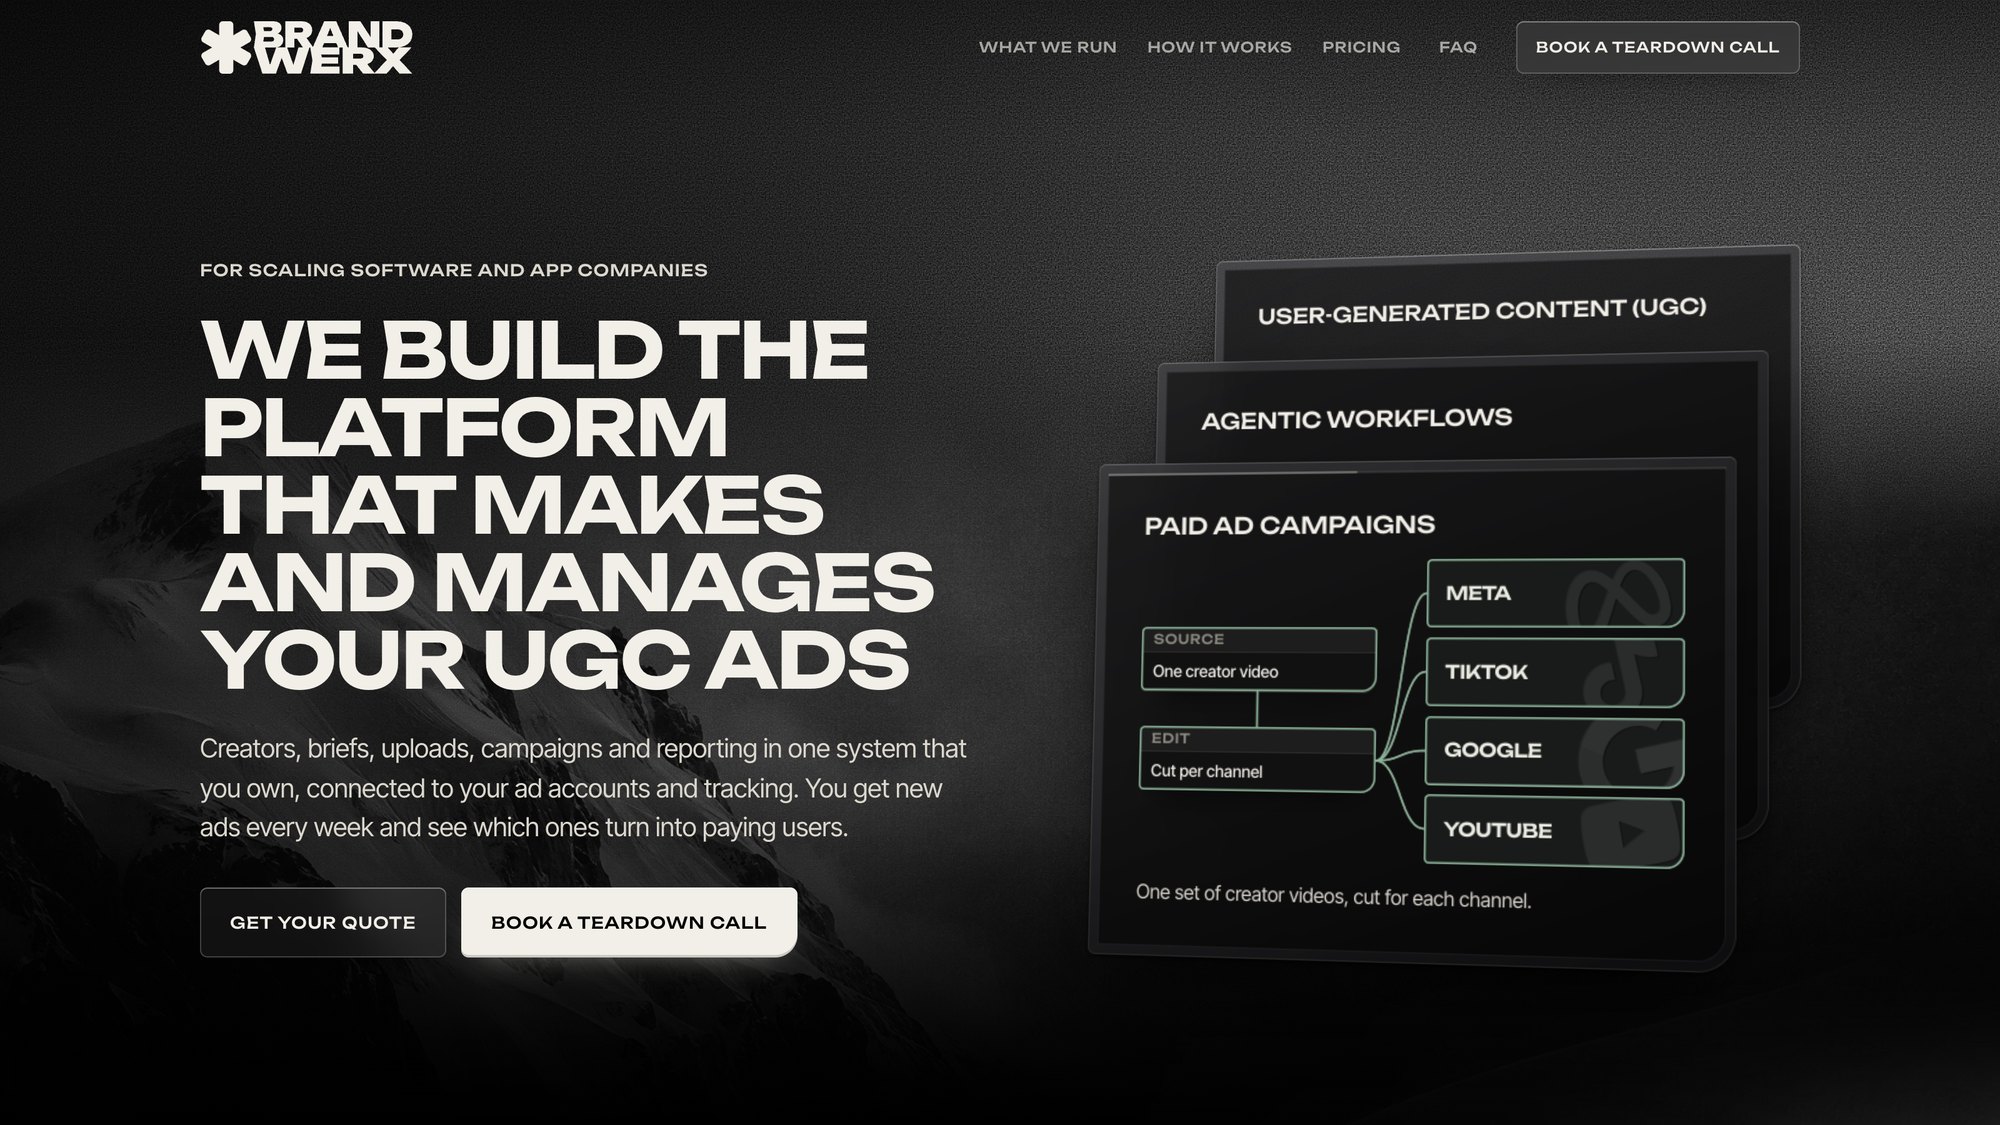 BRAND
WERX
WHAT WE RUN
HOW IT WORKS
PRICING
FAQ
BOOK A TEARDOWN CALL
FOR SCALING SOFTWARE AND APP COMPANIES
WE BUILD THE
PLATFORM
THAT MAKES
AND MANAGES
YOUR UGC ADS
Creators, briefs, uploads, campaigns and reporting in one system that
you own, connected to your ad accounts and tracking. You get new
ads every week and see which ones turn into paying users.
GET YOUR QUOTE
BOOK A TEARDOWN CALL
USER-GENERATED CONTENT (UGC)
AGENTIC WORKFLOWS
PAID AD CAMPAIGNS
SOURCE
One creator video
EDIT
Cut per channel
META
TIKTOK
GOOGLE
YOUTUBE
One set of creator videos, cut for each channel.